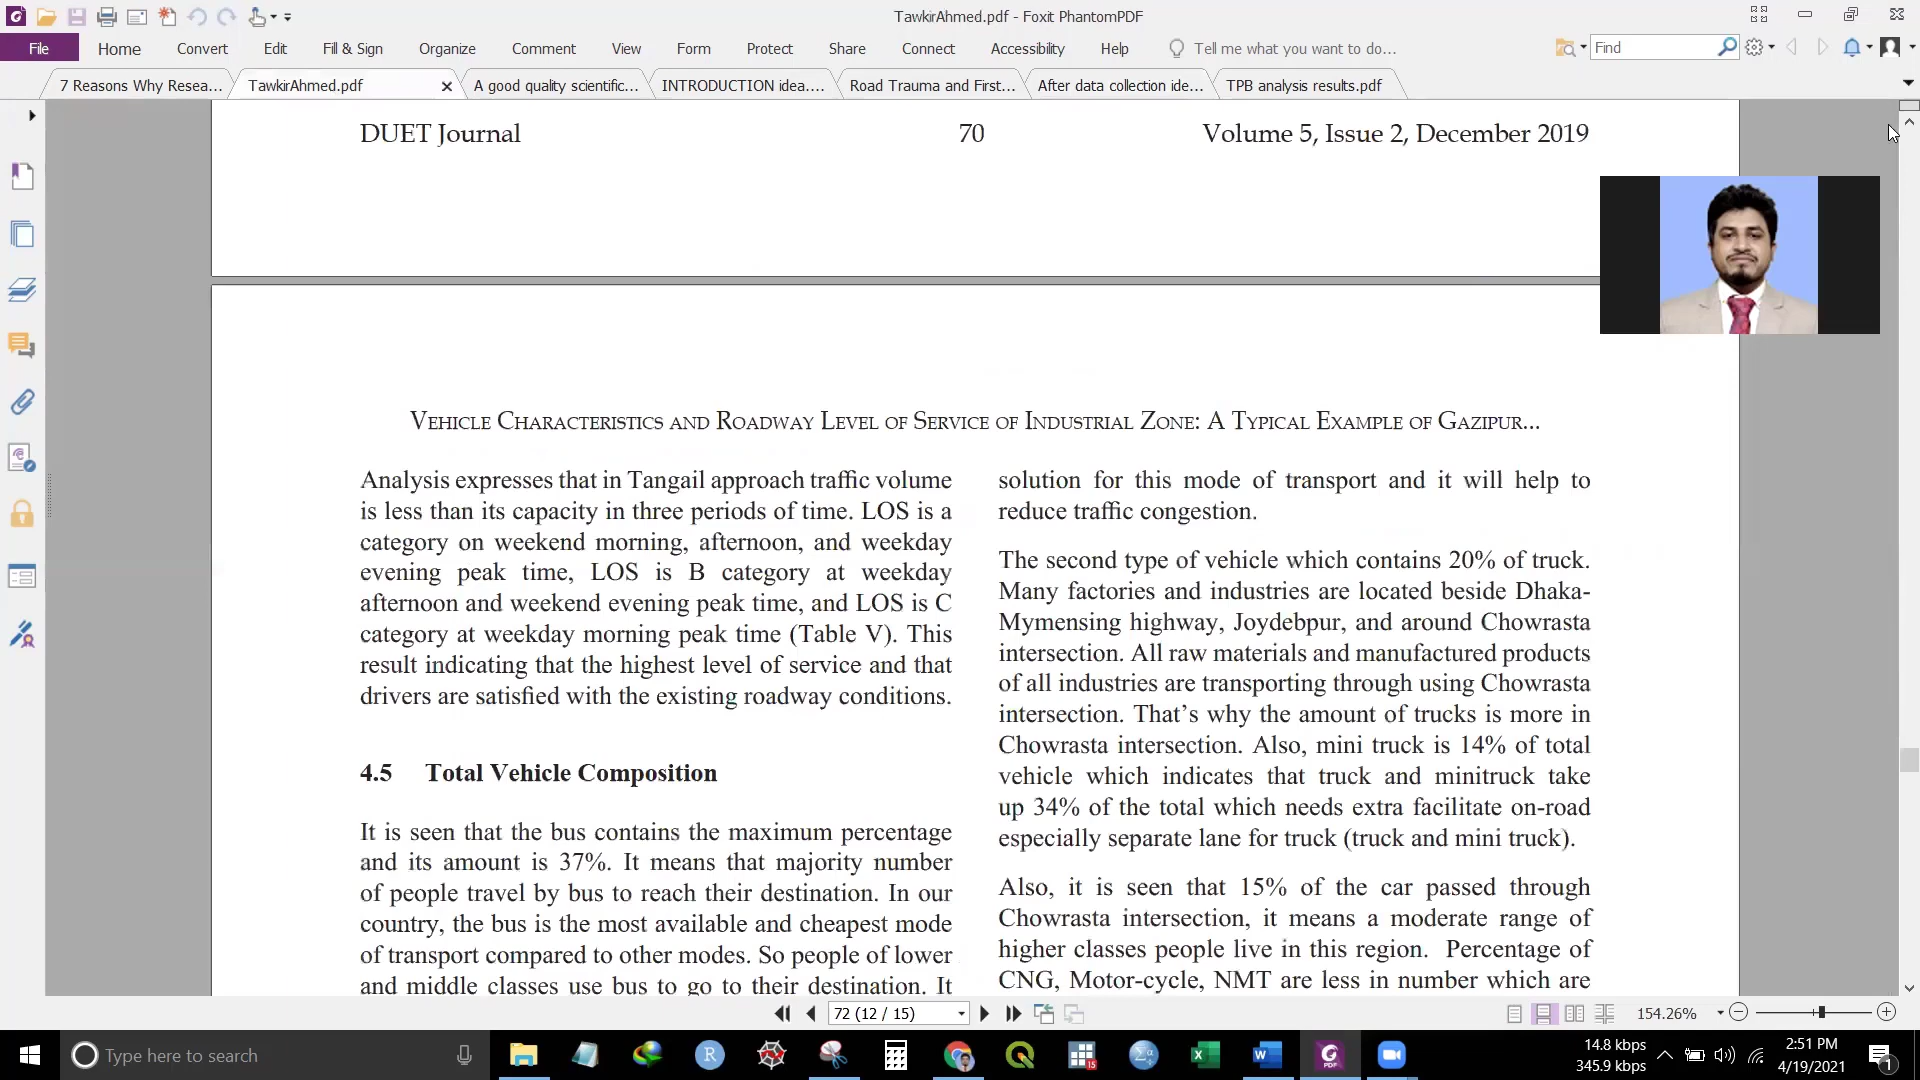 TawkirAhmed.pdf - Foxit PhantomPDF
File Home Convert Edit Fill & Sign Organize Comment View Form Protect Share Connect Accessibility Help Tell me what you want to do... Find
7 Reasons Why Resea... TawkirAhmed.pdf A good quality scientific... INTRODUCTION idea.... Road Trauma and First... After data collection ide... TPB analysis results.pdf
DUET Journal 70 Volume 5, Issue 2, December 2019
Vehicle Characteristics and Roadway Level of Service of Industrial Zone: A Typical Example of Gazipur...
Analysis expresses that in Tangail approach traffic volume
is less than its capacity in three periods of time. LOS is a
category on weekend morning, afternoon, and weekday
evening peak time, LOS is B category at weekday
afternoon and weekend evening peak time, and LOS is C
category at weekday morning peak time (Table V). This
result indicating that the highest level of service and that
drivers are satisfied with the existing roadway conditions.
4.5 Total Vehicle Composition
It is seen that the bus contains the maximum percentage
and its amount is 37%. It means that majority number
of people travel by bus to reach their destination. In our
country, the bus is the most available and cheapest mode
of transport compared to other modes. So people of lower
and middle classes use bus to go to their destination. It
solution for this mode of transport and it will help to
reduce traffic congestion.
The second type of vehicle which contains 20% of truck.
Many factories and industries are located beside Dhaka-
Mymensing highway, Joydebpur, and around Chowrasta
intersection. All raw materials and manufactured products
of all industries are transporting through using Chowrasta
intersection. That's why the amount of trucks is more in
Chowrasta intersection. Also, mini truck is 14% of total
vehicle which indicates that truck and minitruck take
up 34% of the total which needs extra facilitate on-road
especially separate lane for truck (truck and mini truck).
Also, it is seen that 15% of the car passed through
Chowrasta intersection, it means a moderate range of
higher classes people live in this region. Percentage of
CNG, Motor-cycle, NMT are less in number which are
72 (12 / 15) 154.26%
Type here to search
14.8 kbps
345.9 kbps
2:51 PM
4/19/2021
1